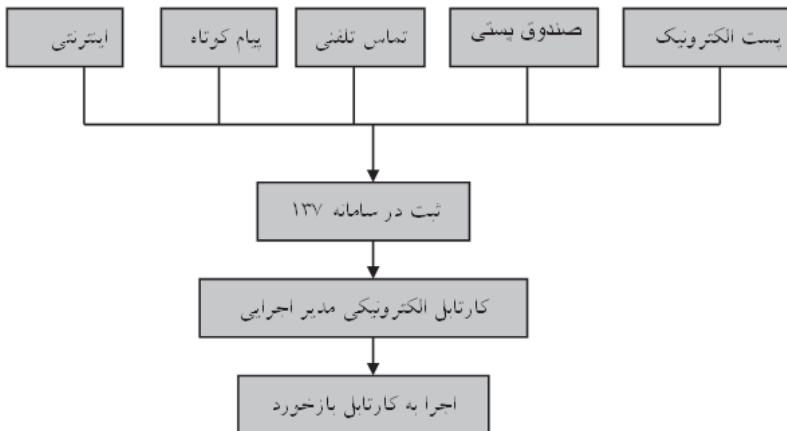 پست الکترونیک
صندوق پستی
تماس تلفنی
پیام کوتاه
اینترنتی
ثبت در سامانه ۱۳۷
کارتابل الکترونیکی مدیر اجرایی
اجرا به کارتابل بازخورد